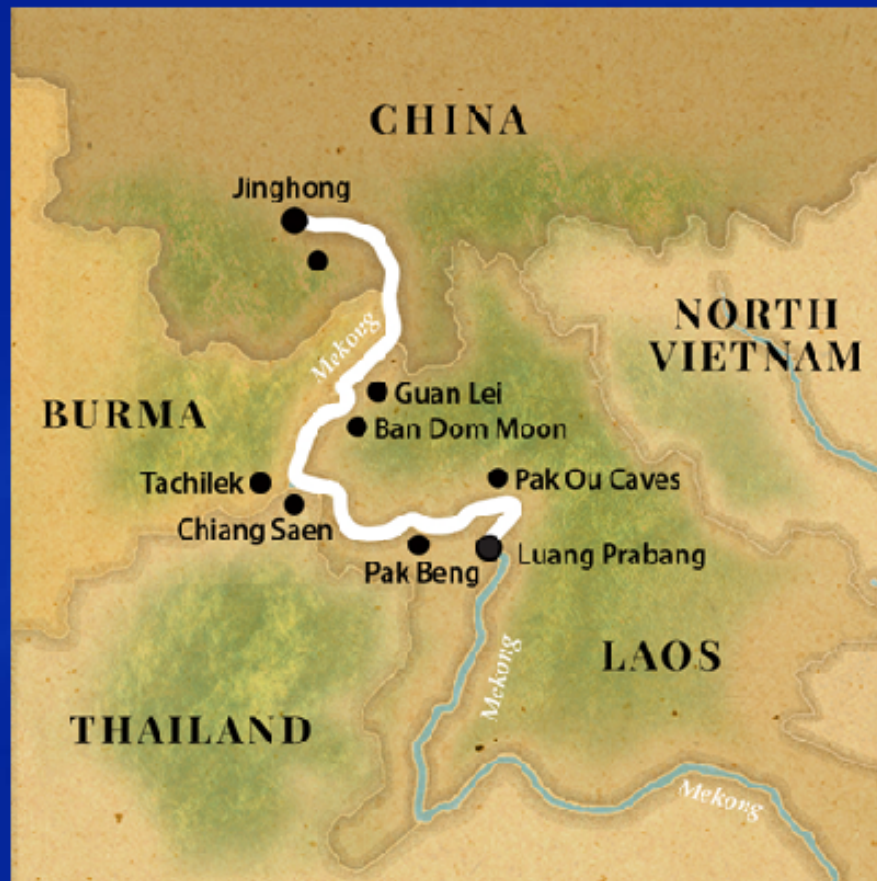 CHINA
Jinghong
Mekong
NORTH
VIETNAM
Guan Lei
BURMA
Ban Dom Moon
Tachilek
Pak Ou Caves
Chiang Saen
Luang Prabang
Pak Beng
LAOS
Mekong
THAILAND
Mekong